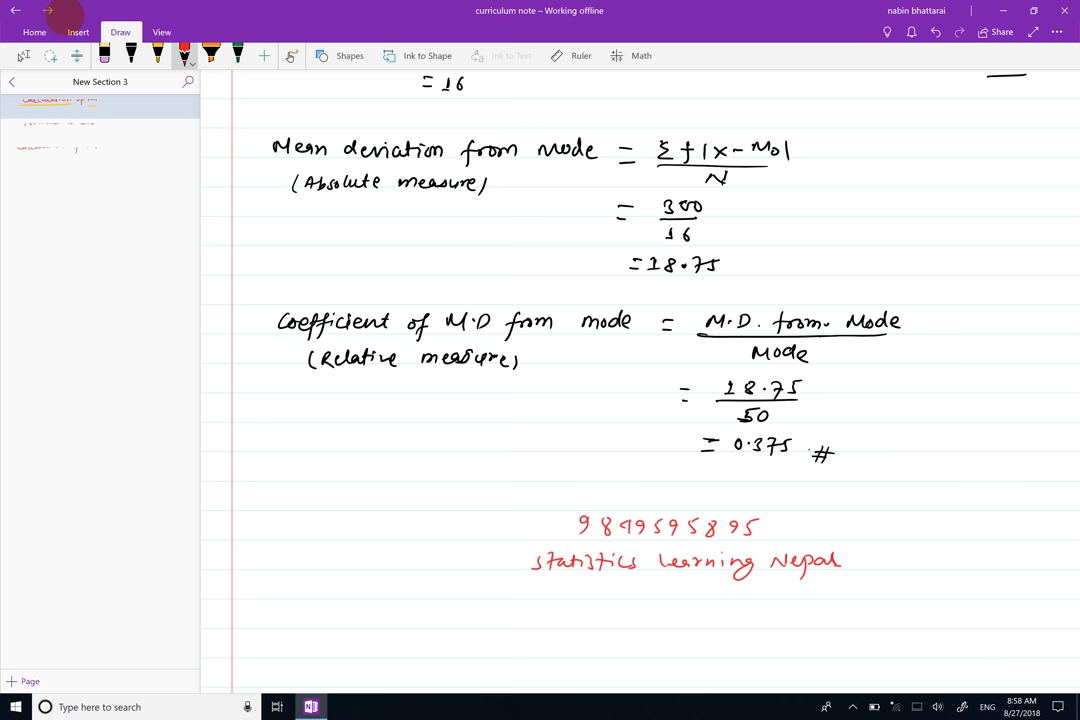 curriculum note – Working offline
nabin bhattarai
Home Insert Draw View
Share
Shapes Ink to Shape Ink to Text Ruler Math
New Section 3
= 16
Mean deviation from mode = Σf|x-Mo|
(Absolute measure) N
= 300
16
= 18.75
Coefficient of M.D from mode = M.D. from. Mode
(Relative measure) Mode
= 18.75
50
= 0.375 #
9849595895
statistics learning Nepal
+ Page
Type here to search
8:58 AM
8/27/2018